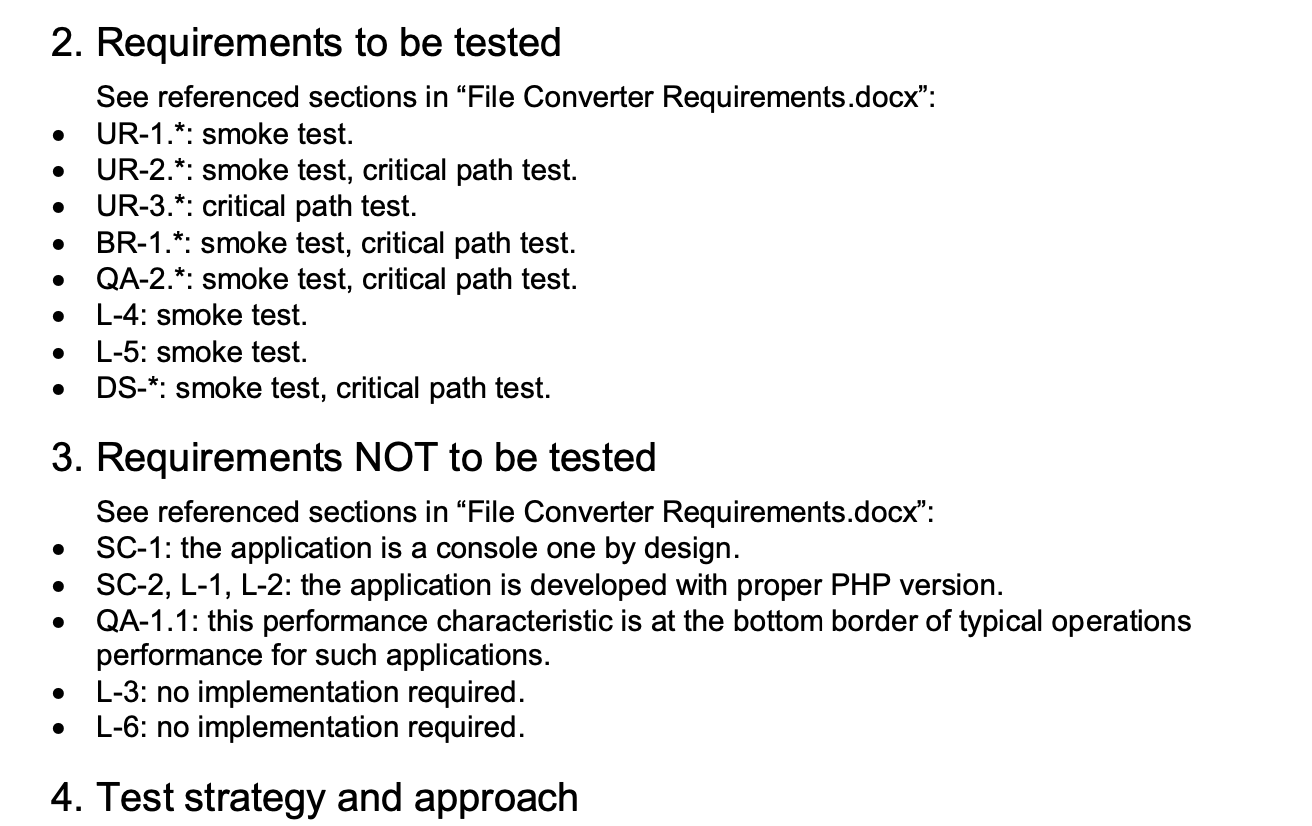 2. Requirements to be tested
See referenced sections in “File Converter Requirements.docx”:
• UR-1.*: smoke test.
• UR-2.*: smoke test, critical path test.
• UR-3.*: critical path test.
• BR-1.*: smoke test, critical path test.
• QA-2.*: smoke test, critical path test.
• L-4: smoke test.
• L-5: smoke test.
• DS-*: smoke test, critical path test.
3. Requirements NOT to be tested
See referenced sections in “File Converter Requirements.docx”:
• SC-1: the application is a console one by design.
• SC-2, L-1, L-2: the application is developed with proper PHP version.
• QA-1.1: this performance characteristic is at the bottom border of typical operations
performance for such applications.
• L-3: no implementation required.
• L-6: no implementation required.
4. Test strategy and approach